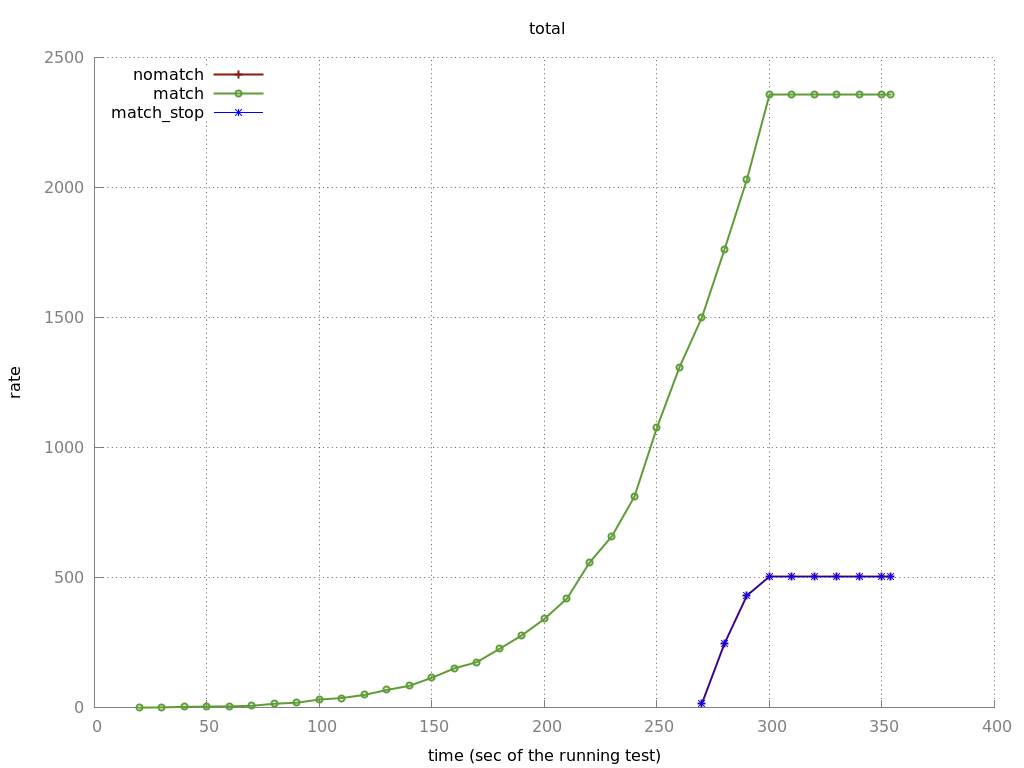 total
2500
2000
1500
1000
500
0
nomatch
match
match_stop
rate
0 50 100 150 200 250 300 350 400
time (sec of the running test)